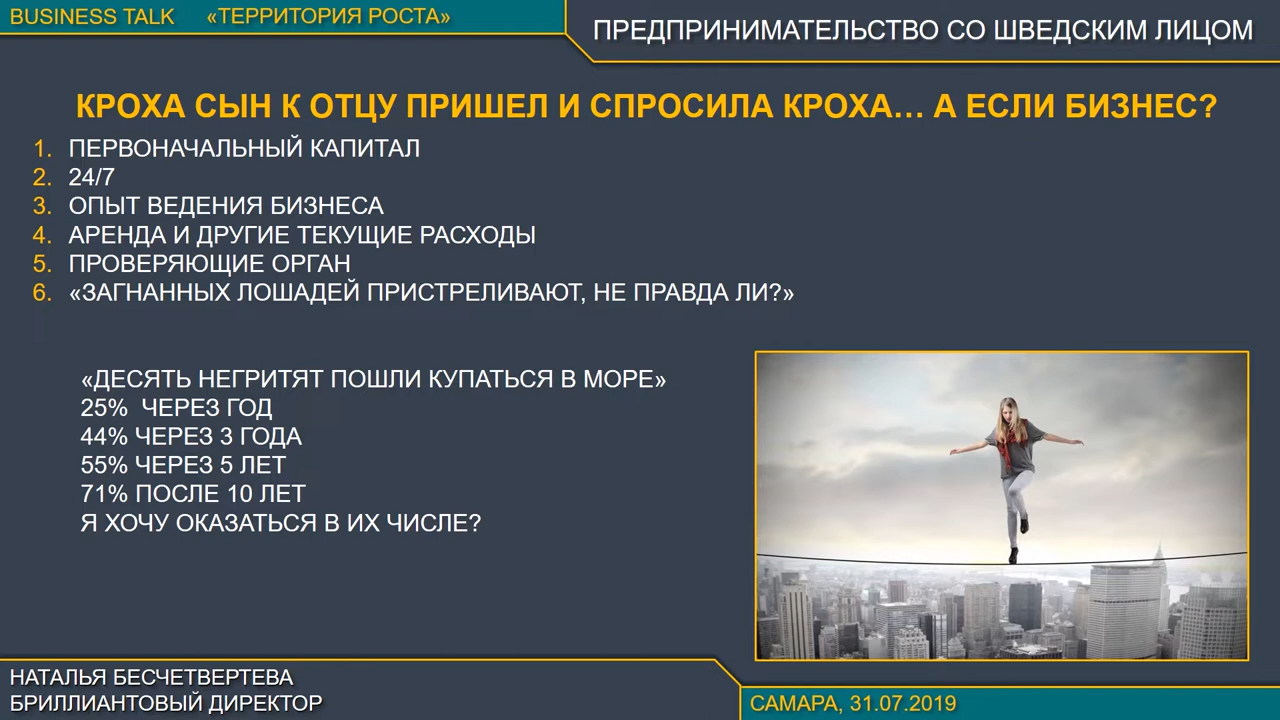 BUSINESS TALK «ТЕРРИТОРИЯ РОСТА»
ПРЕДПРИНИМАТЕЛЬСТВО СО ШВЕДСКИМ ЛИЦОМ
КРОХА СЫН К ОТЦУ ПРИШЕЛ И СПРОСИЛА КРОХА... А ЕСЛИ БИЗНЕС?
1. ПЕРВОНАЧАЛЬНЫЙ КАПИТАЛ
2. 24/7
3. ОПЫТ ВЕДЕНИЯ БИЗНЕСА
4. АРЕНДА И ДРУГИЕ ТЕКУЩИЕ РАСХОДЫ
5. ПРОВЕРЯЮЩИЕ ОРГАН
6. «ЗАГНАННЫХ ЛОШАДЕЙ ПРИСТРЕЛИВАЮТ, НЕ ПРАВДА ЛИ?»
«ДЕСЯТЬ НЕГРИТЯТ ПОШЛИ КУПАТЬСЯ В МОРЕ»
25% ЧЕРЕЗ ГОД
44% ЧЕРЕЗ 3 ГОДА
55% ЧЕРЕЗ 5 ЛЕТ
71% ПОСЛЕ 10 ЛЕТ
Я ХОЧУ ОКАЗАТЬСЯ В ИХ ЧИСЛЕ?
НАТАЛЬЯ БЕСЧЕТВЕРТЕВА
БРИЛЛИАНТОВЫЙ ДИРЕКТОР
САМАРА, 31.07.2019